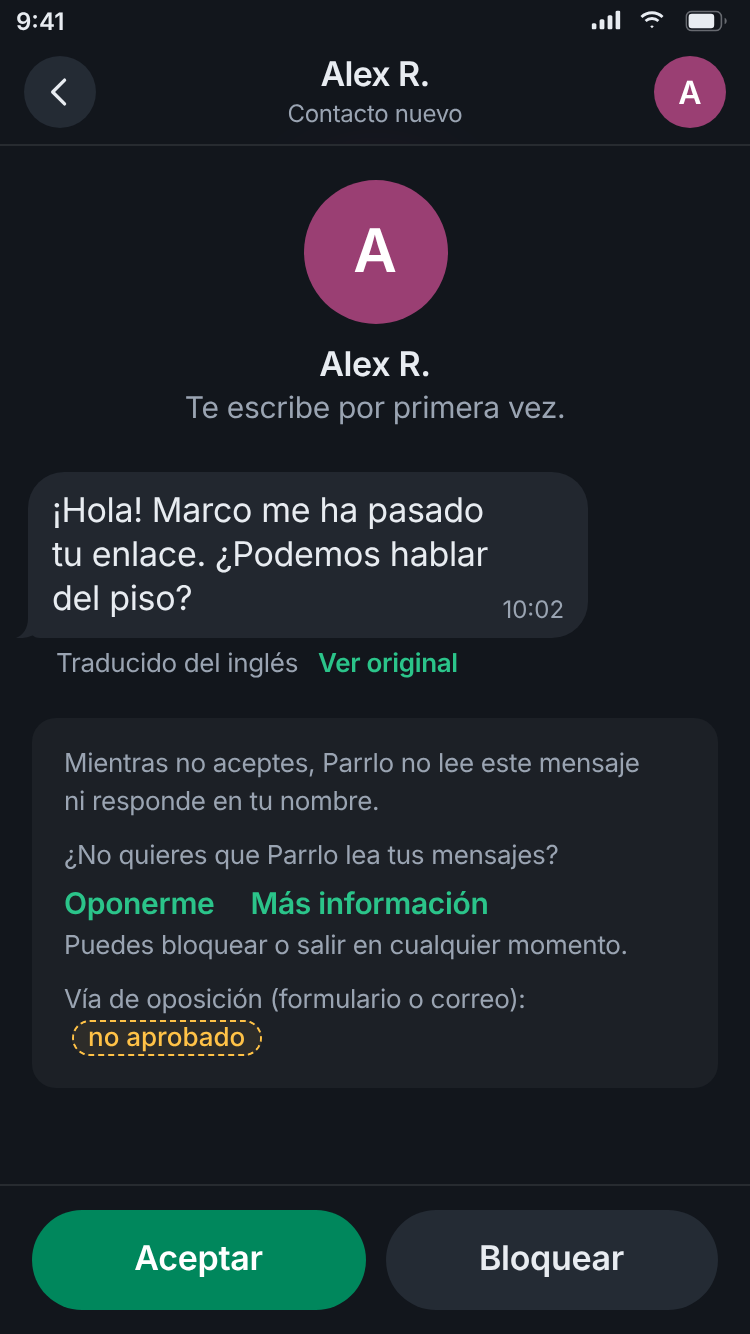 9:41
Alex R.
Contacto nuevo
A
A
Alex R.
Te escribe por primera vez.
¡Hola! Marco me ha pasado
tu enlace. ¿Podemos hablar
del piso?
10:02
Traducido del inglés Ver original
Mientras no aceptes, Parrlo no lee este mensaje
ni responde en tu nombre.
¿No quieres que Parrlo lea tus mensajes?
Oponerme Más información
Puedes bloquear o salir en cualquier momento.
Vía de oposición (formulario o correo):
no aprobado
Aceptar Bloquear